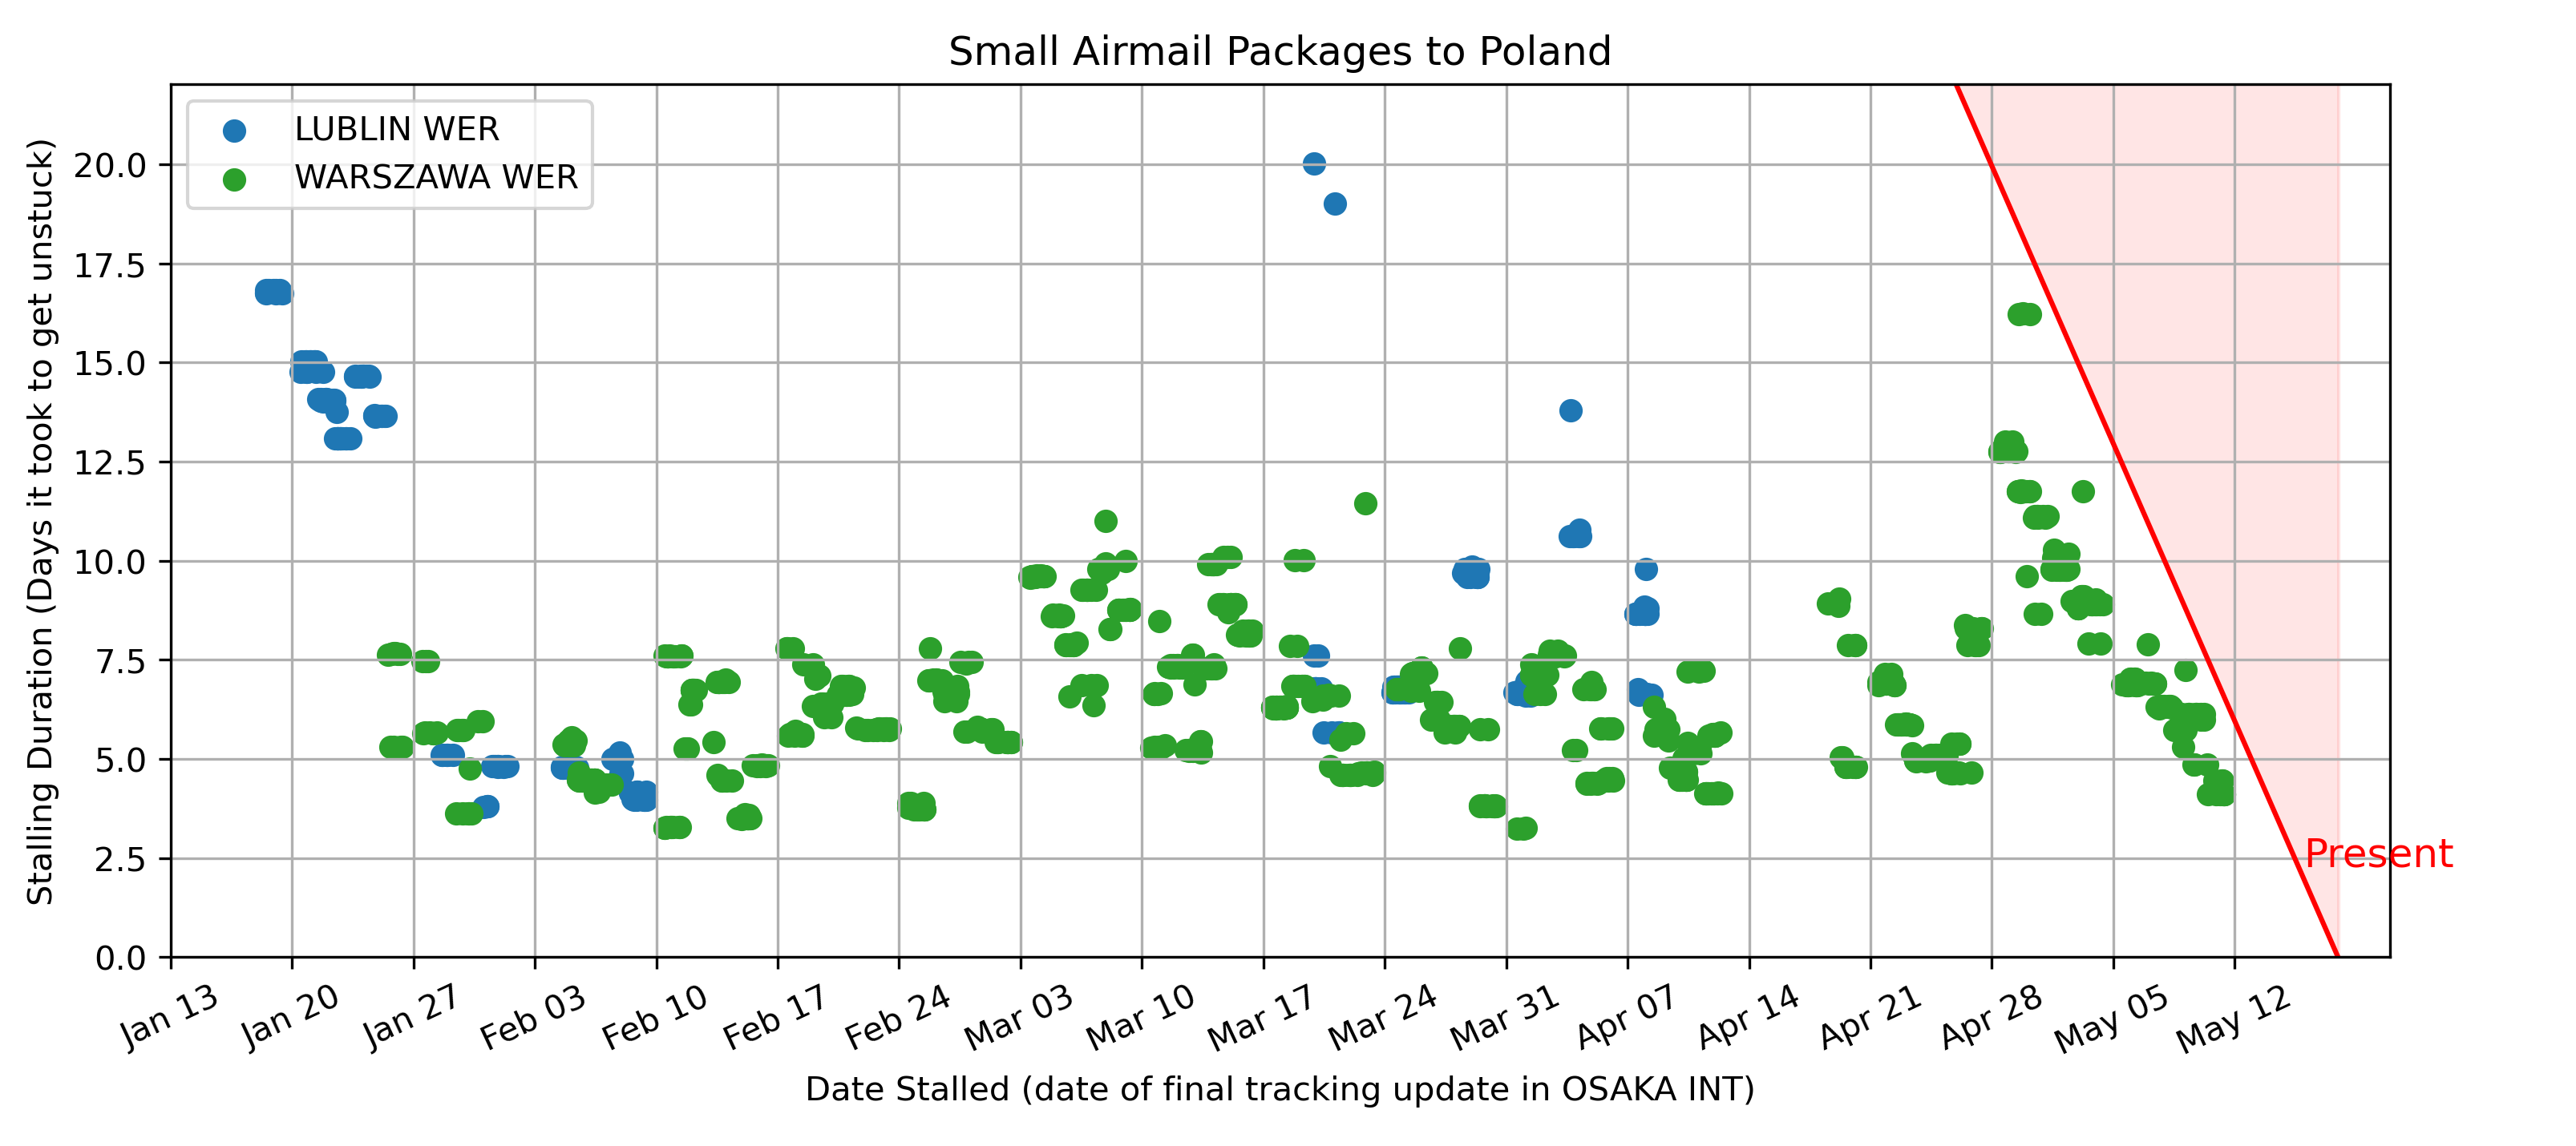 Small Airmail Packages to Poland
LUBLIN WER
WARSZAWA WER
Stalling Duration (Days it took to get unstuck)
20.0
17.5
15.0
12.5
10.0
7.5
5.0
2.5
0.0
Present
Jan 13
Jan 20
Jan 27
Feb 03
Feb 10
Feb 17
Feb 24
Mar 03
Mar 10
Mar 17
Mar 24
Mar 31
Apr 07
Apr 14
Apr 21
Apr 28
May 05
May 12
Date Stalled (date of final tracking update in OSAKA INT)